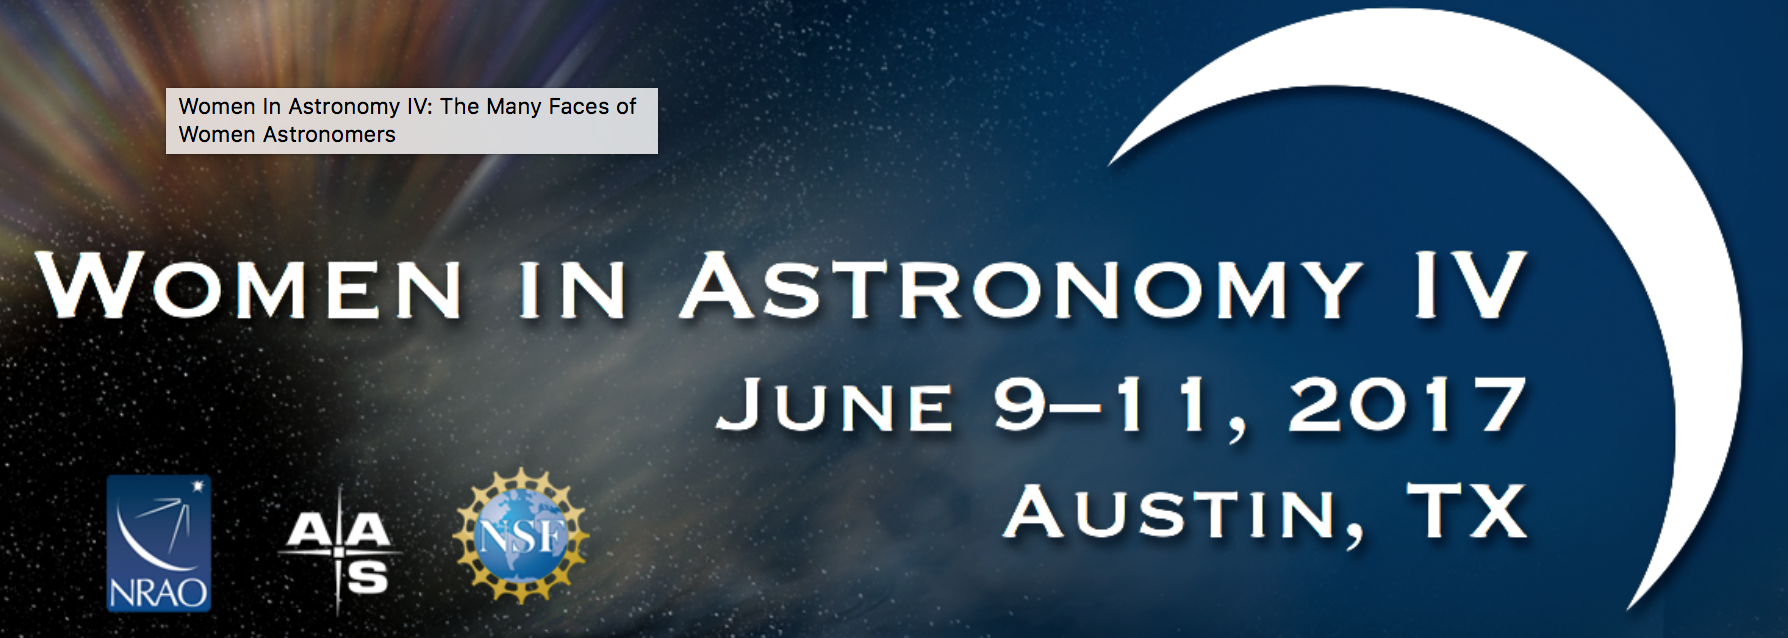 Women In Astronomy IV: The Many Faces of
Women Astronomers
WOMEN IN ASTRONOMY IV
JUNE 9–11, 2017
AUSTIN, TX
NRAO
AAS
NSF